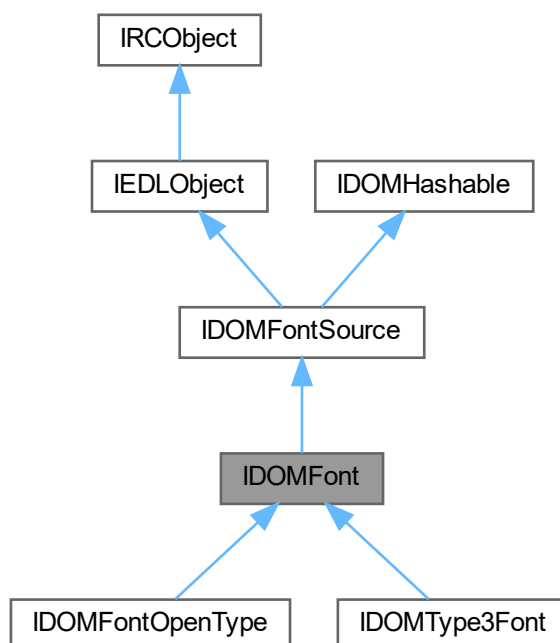 IRCObject
IEDLObject
IDOMHashable
IDOMFontSource
IDOMFont
IDOMFontOpenType
IDOMType3Font